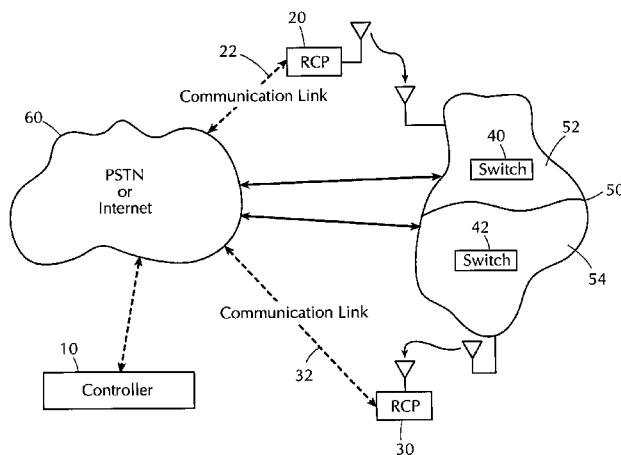 20
RCP
22
Communication Link
60
PSTN
or
Internet
40
52
Switch
50
42
Switch
54
Communication Link
32
10
Controller
RCP
30